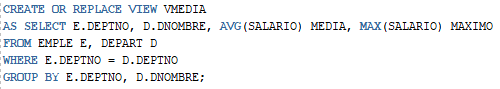 CREATE OR REPLACE VIEW VMEDIA
AS SELECT E.DEPTNO, D.DNOMBRE, AVG(SALARIO) MEDIA, MAX(SALARIO) MAXIMO
FROM EMPLE E, DEPART D
WHERE E.DEPTNO = D.DEPTNO
GROUP BY E.DEPTNO, D.DNOMBRE;